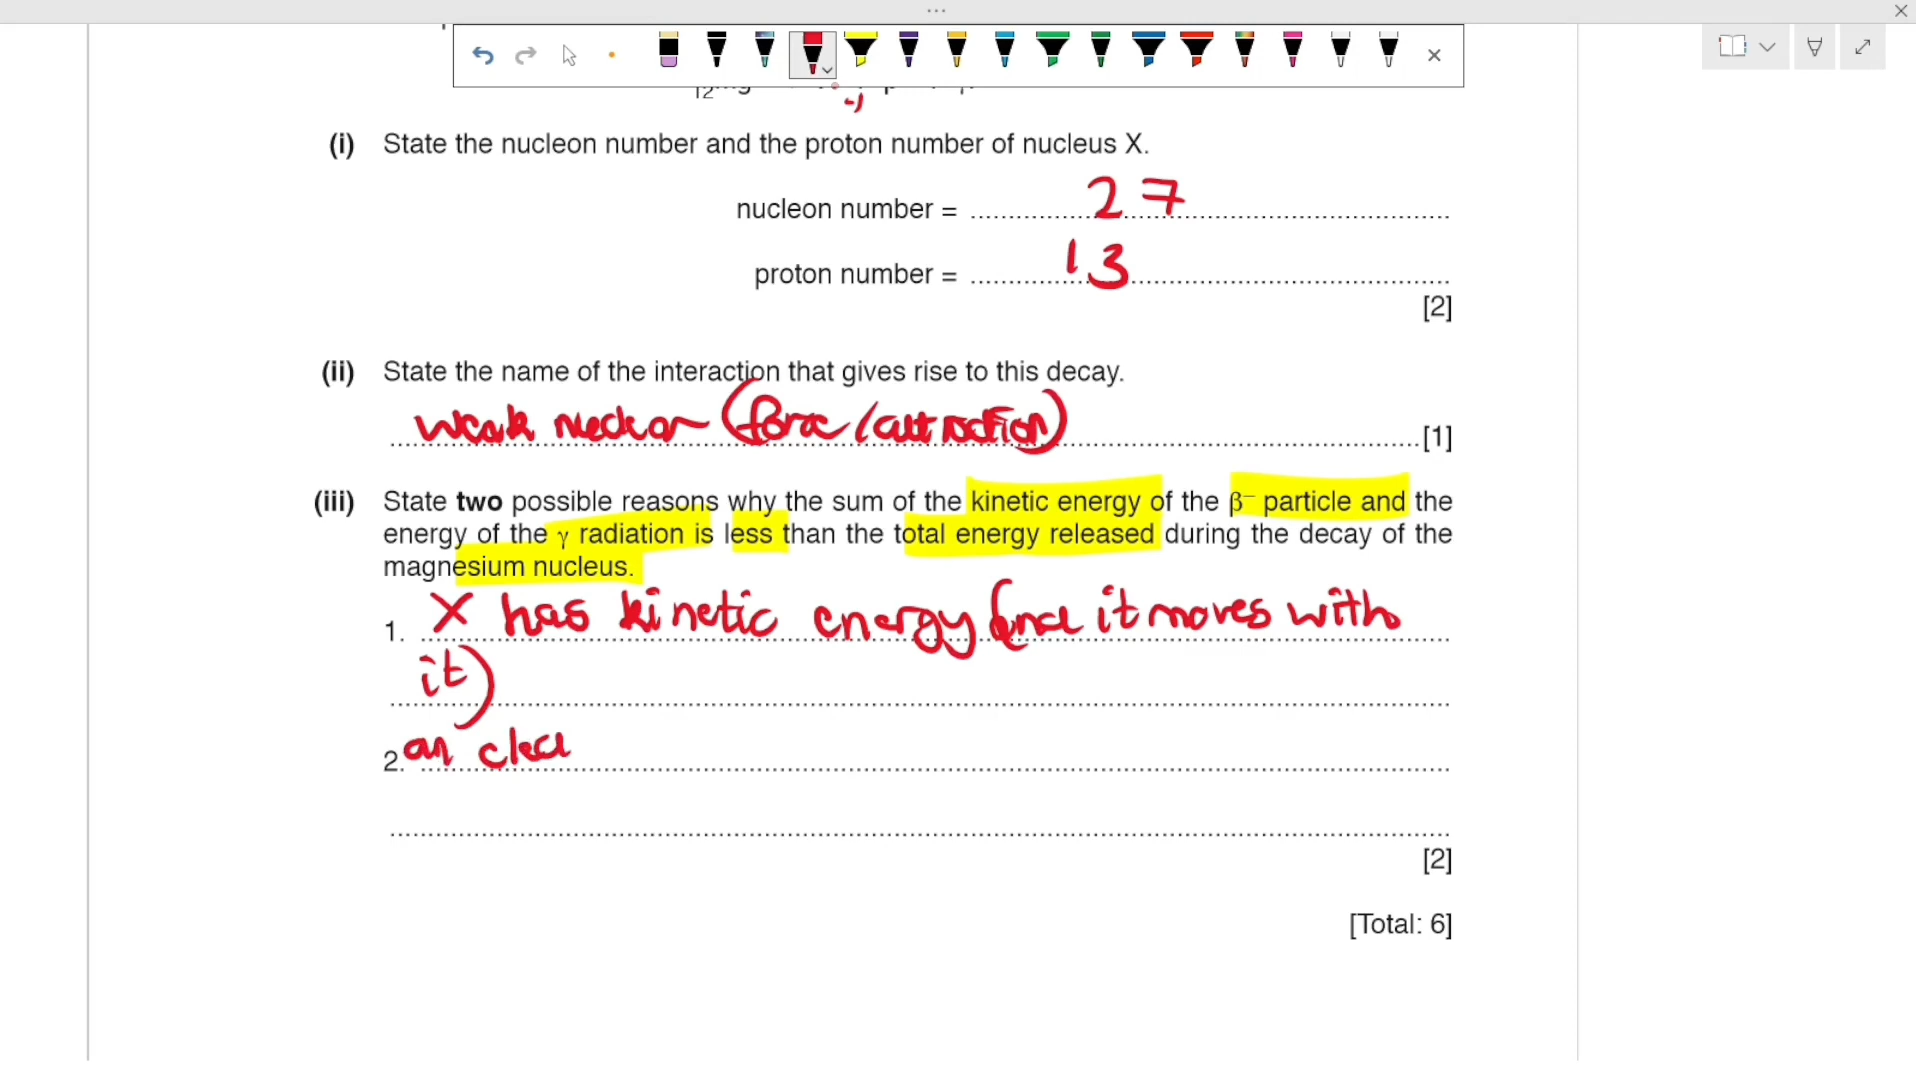 -1
(i) State the nucleon number and the proton number of nucleus X.
nucleon number = 27
proton number = 13
[2]
(ii) State the name of the interaction that gives rise to this decay.
weak (force / attraction) [1]
(iii) State two possible reasons why the sum of the kinetic energy of the β⁻ particle and the
energy of the γ radiation is less than the total energy released during the decay of the
magnesium nucleus.
1. X has kinetic energy ( it moves with
it)
2. an
[2]
[Total: 6]